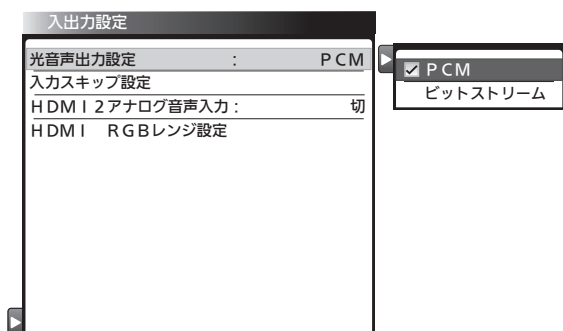 入出力設定
光音声出力設定 : PCM
入力スキップ設定
HDMI2アナログ音声入力: 切
HDMI RGBレンジ設定
PCM
ビットストリーム